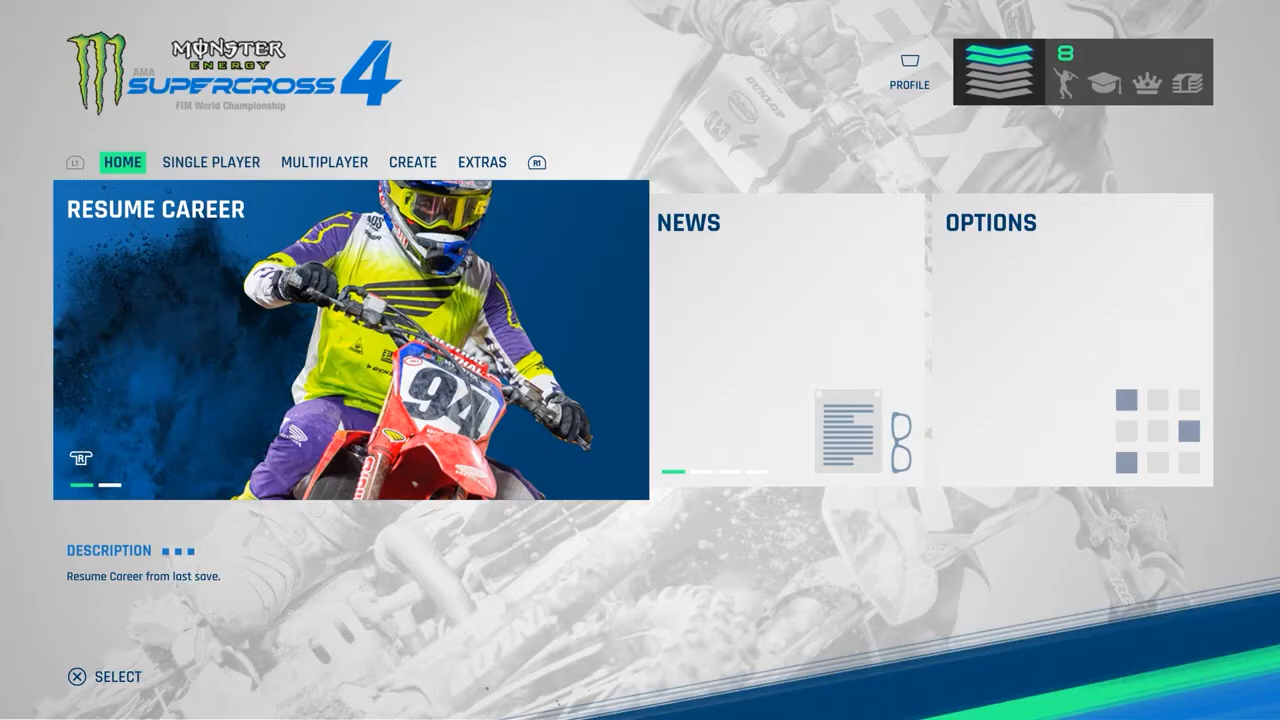 MONSTER
ENERGY
AMA
SUPERCROSS 4
FIM World Championship
PROFILE
8
DUNLOP
L1
HOME
SINGLE PLAYER
MULTIPLAYER
CREATE
EXTRAS
R1
RESUME CAREER
NEWS
OPTIONS
94
R
DESCRIPTION
Resume Career from last save.
SELECT